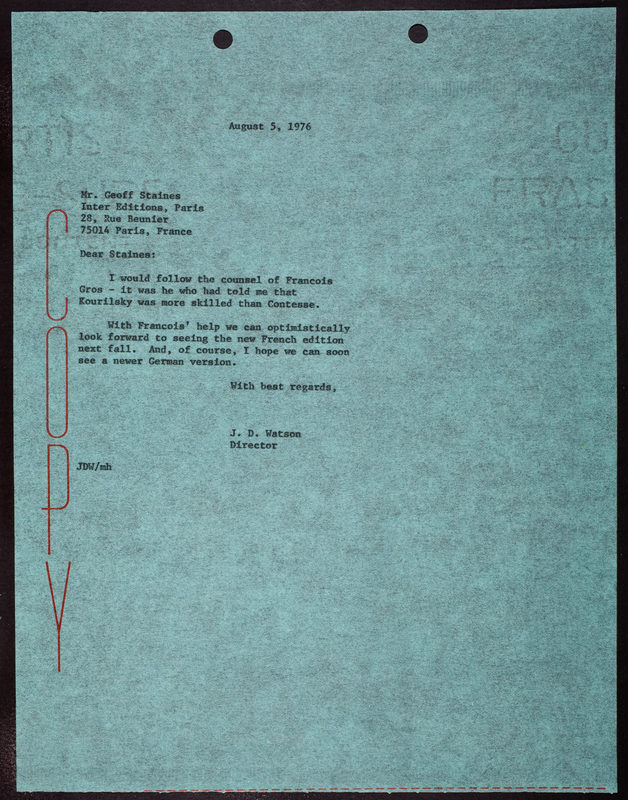 August 5, 1976
Mr. Geoff Staines
Inter Editions, Paris
28, Rue Beunier
75014 Paris, France
Dear Staines:
I would follow the counsel of Francois
Gros - it was he who had told me that
Kourilsky was more skilled than Contesse.
With Francois' help we can optimistically
look forward to seeing the new French edition
next fall. And, of course, I hope we can soon
see a newer German version.
With best regards,
J. D. Watson
Director
JDW/mh
COPY